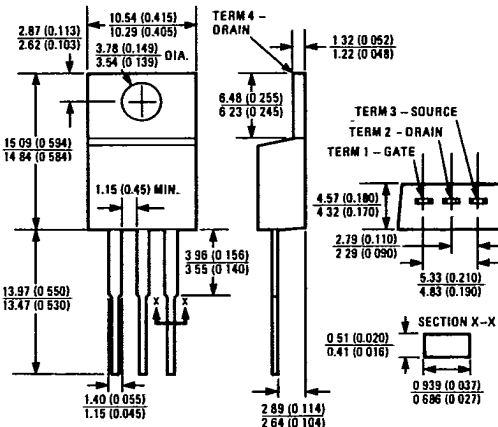 10.54 (0.415)
10.29 (0.405)
2.87 (0.113)
2.62 (0.103)
3.78 (0.149)
3.54 (0 139)
DIA.
TERM 4 –
DRAIN
1.32 (0 052)
1.22 (0 048)
6.48 (0 255)
6 23 (0 245)
TERM 3 – SOURCE
TERM 2 - DRAIN
TERM 1 – GATE
15 09 (0 594)
14 84 (0 584)
1.15 (0.45) MIN.
4.57 (0.180)
4 32 (0.170)
2.79 (0.110)
2 29 (0 090)
3 96 (0 156)
3 55 (0 140)
13.97 (0 550)
13.47 (0 530)
5.33 (0.210)
4.83 (0.190)
x x
SECTION X–X
0 51 (0.020)
0.41 (0 016)
0 939 (0 037)
0 686 (0 027)
1.40 (0 055)
1.15 (0.045)
2 89 (0 114)
2 64 (0 104)